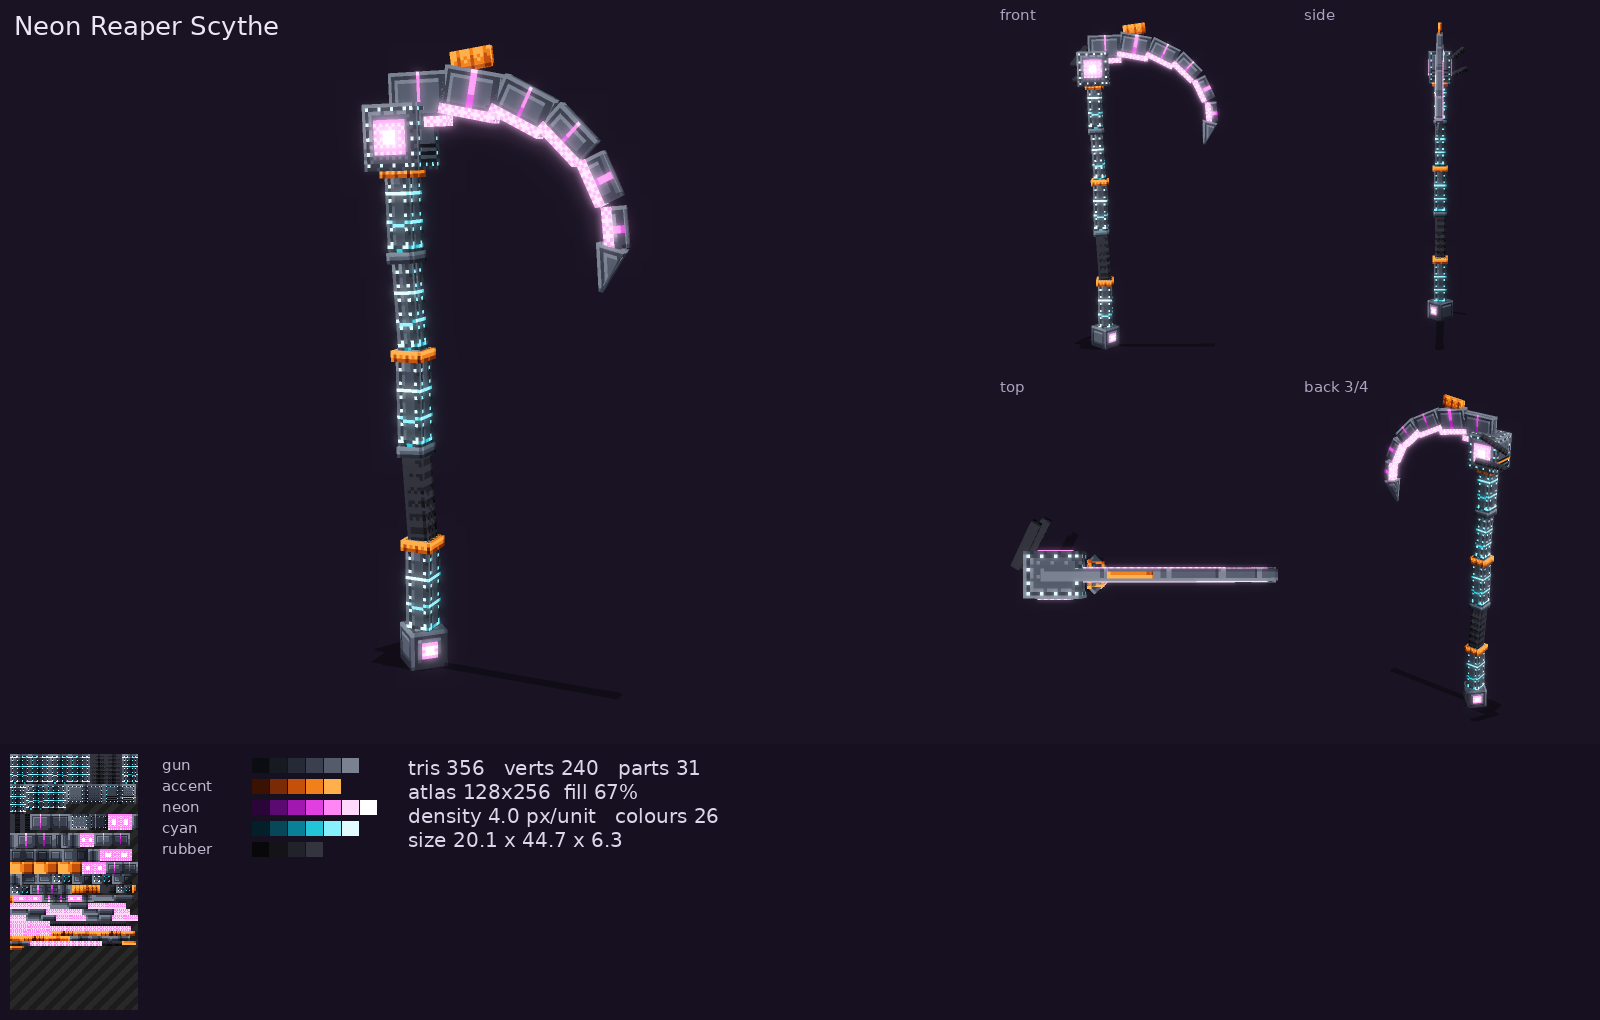 Neon Reaper Scythe
front
side
top
back 3/4
gun
accent
neon
cyan
rubber
tris 356   verts 240   parts 31
atlas 128x256  fill 67%
density 4.0 px/unit   colours 26
size 20.1 x 44.7 x 6.3